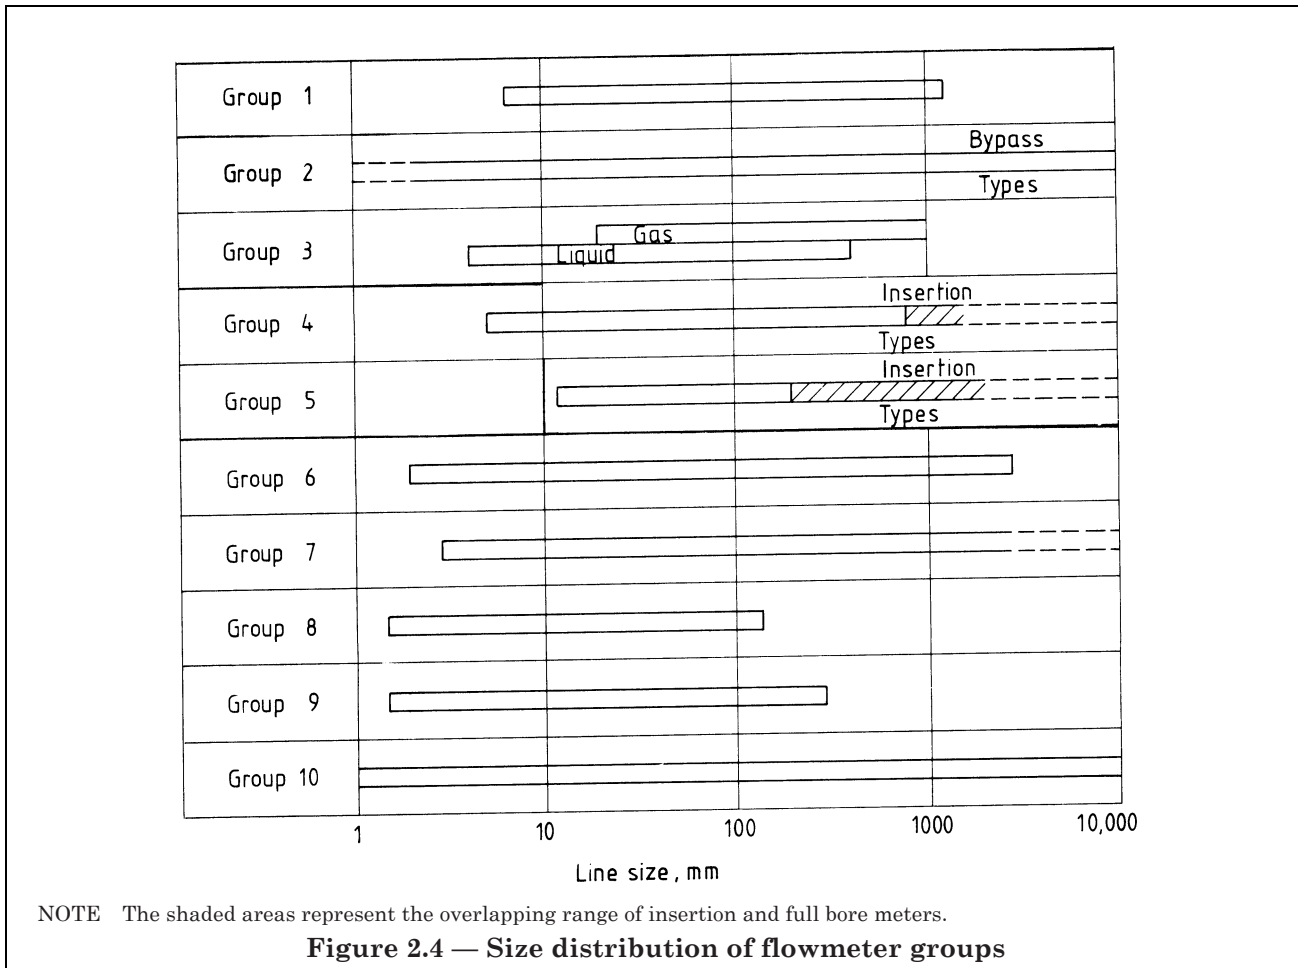 Group 1
Bypass
Group 2
Types
Gas
Group 3
Liquid
Insertion
Group 4
Types
Insertion
Group 5
Types
Group 6
Group 7
Group 8
Group 9
Group 10
1 10 100 1000 10,000
Line size, mm
NOTE The shaded areas represent the overlapping range of insertion and full bore meters.
Figure 2.4 — Size distribution of flowmeter groups